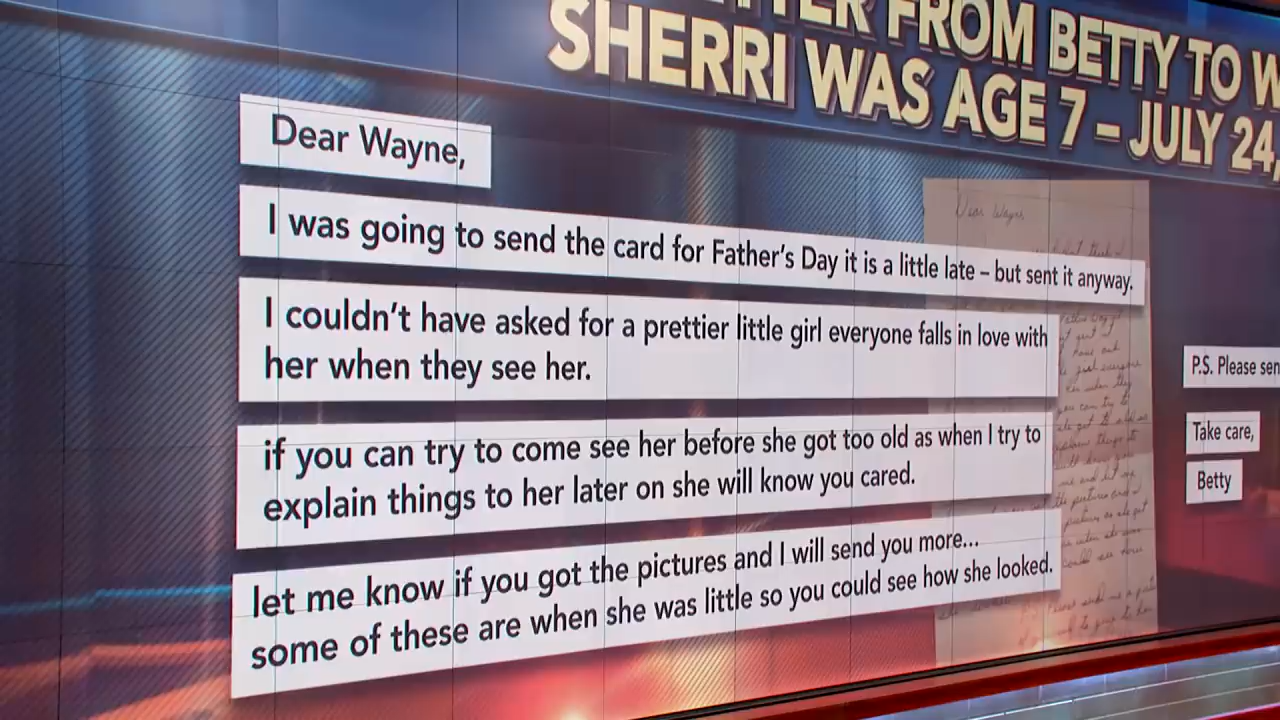 FROM BETTY TO
SHERRI WAS AGE 7 – JULY 24,
Dear Wayne,
I was going to send the card for Father's Day it is a little late – but sent it anyway.
I couldn't have asked for a prettier little girl everyone falls in love with
her when they see her.
if you can try to come see her before she got too old as when I try to
explain things to her later on she will know you cared.
let me know if you got the pictures and I will send you more...
some of these are when she was little so you could see how she looked.
Dear Wayne
P.S. Please
Take care,
Betty